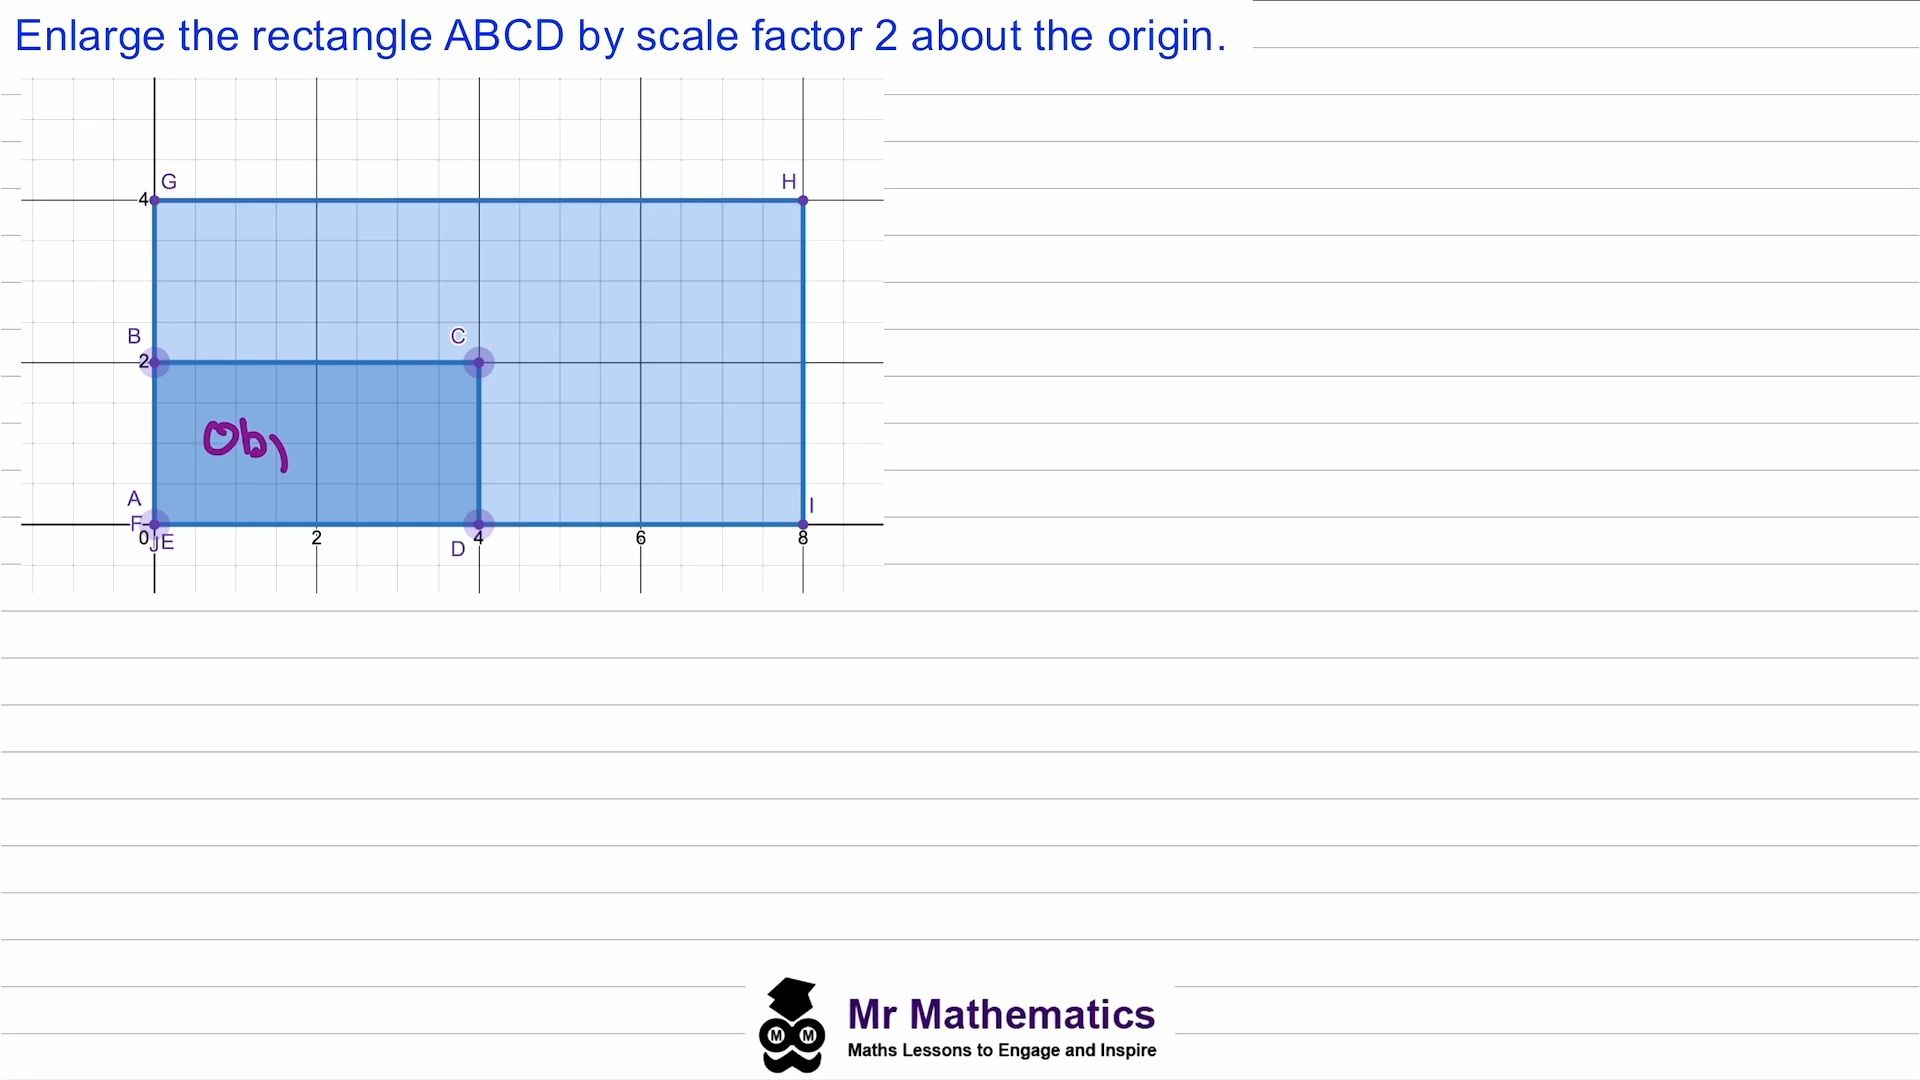 Enlarge the rectangle ABCD by scale factor 2 about the origin.
G H
4
B C
2
Obj
A I
F
0 JE 2 D 4 6 8
M M
Mr Mathematics
Maths Lessons to Engage and Inspire